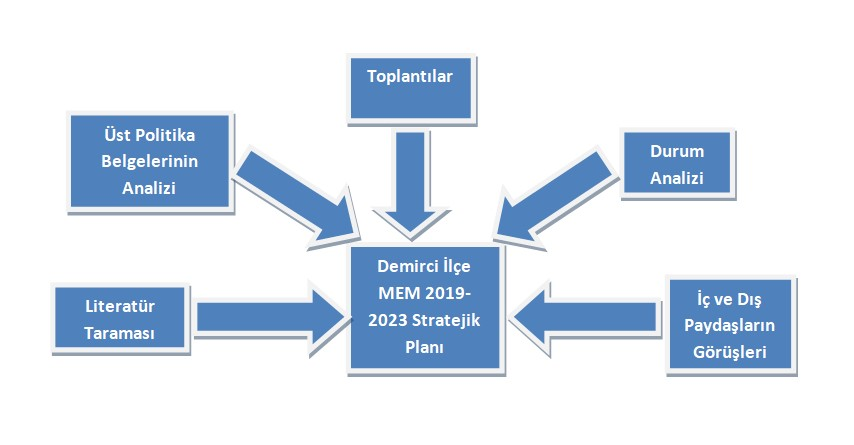 Toplantılar
Üst Politika
Belgelerinin
Analizi
Durum
Analizi
Demirci İlçe
MEM 2019-
2023 Stratejik
Planı
Literatür
Taraması
İç ve Dış
Paydaşların
Görüşleri